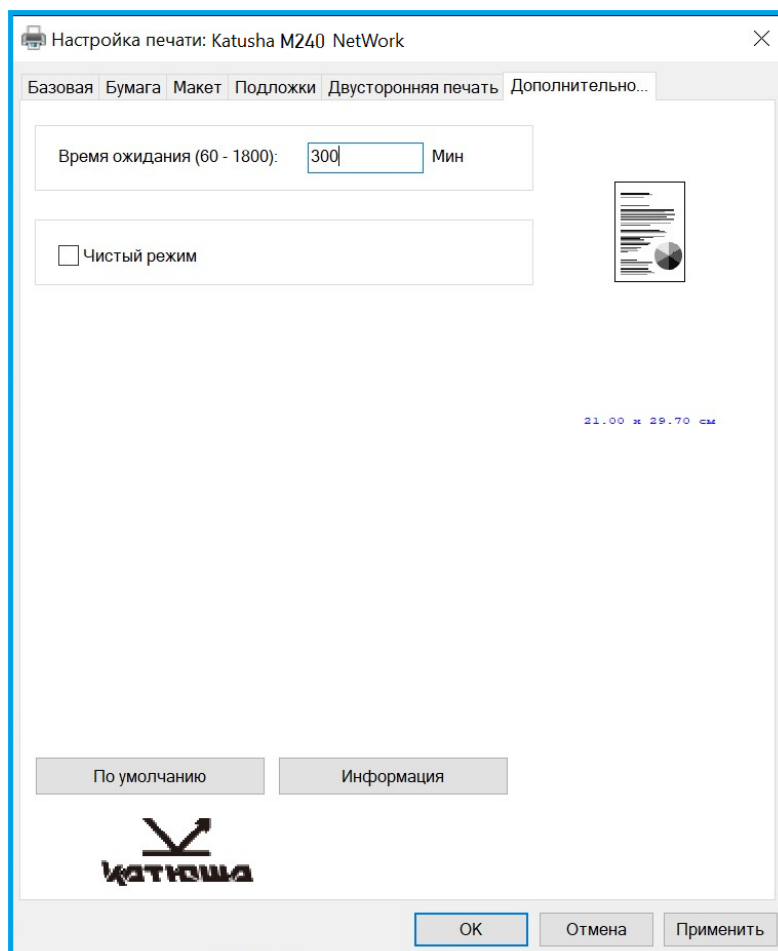 Настройка печати: Katusha M240 NetWork
Базовая Бумага Макет Подложки Двусторонняя печать Дополнительно...
Время ожидания (60 - 1800): 300 Мин
Чистый режим
21.00 x 29.70 см
По умолчанию Информация
катюша
OK Отмена Применить